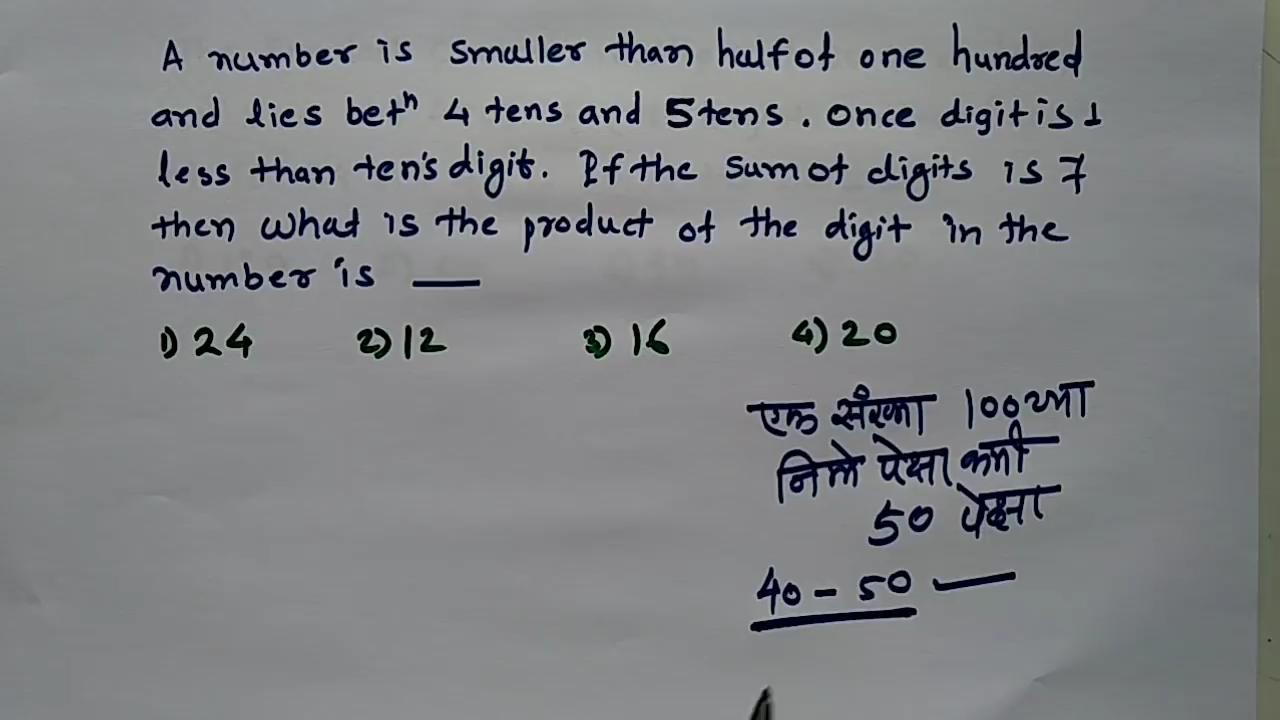 A number is smaller than half of one hundred
and lies betⁿ 4 tens and 5 tens. once digit is 1
less than ten's digit. If the sum of digits is 7
then what is the product of the digit in the
number is __
1) 24 2) 12 3) 16 4) 20
एक संख्या 100च्या
निम्मे पेक्षा कमी
50 पेक्षा
40 - 50 —